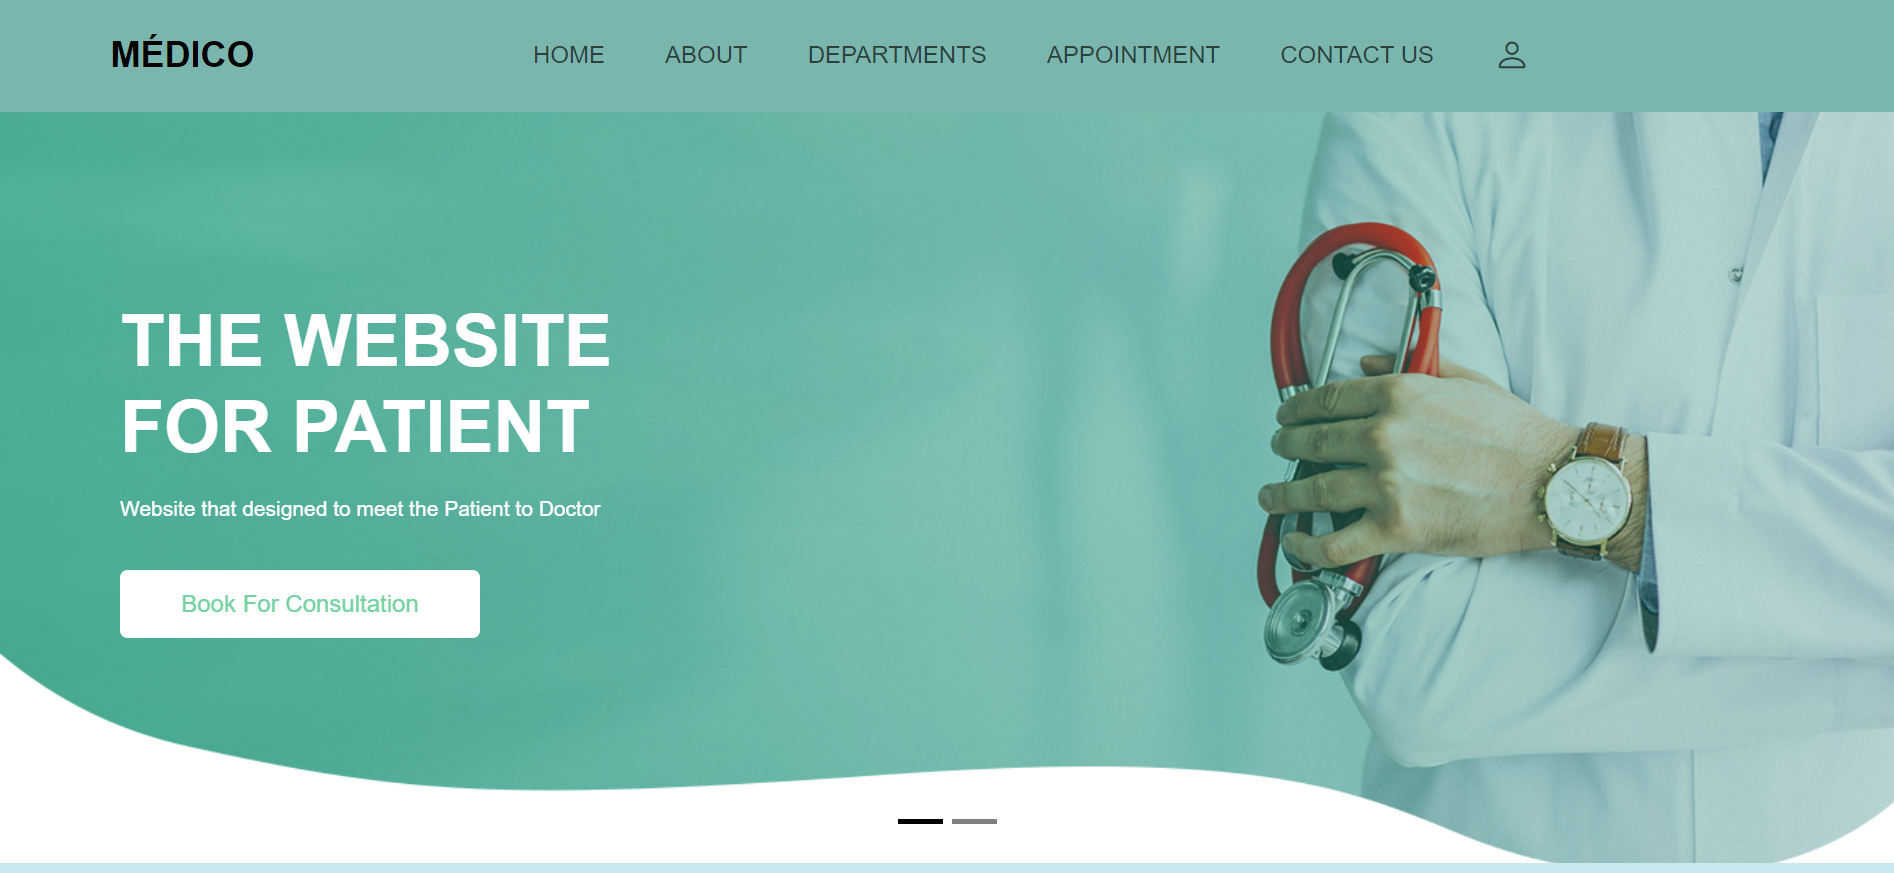 MÉDICO
HOME ABOUT DEPARTMENTS APPOINTMENT CONTACT US
THE WEBSITE
FOR PATIENT
Website that designed to meet the Patient to Doctor
Book For Consultation